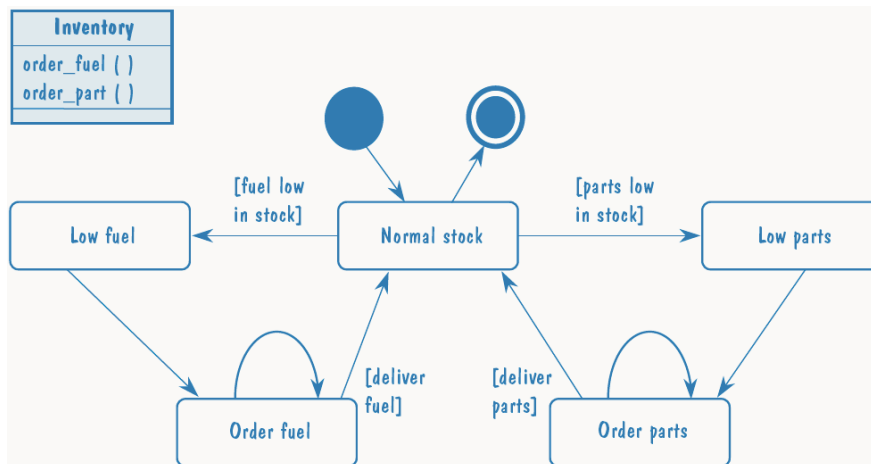 Inventory
order_fuel ( )
order_part ( )
[fuel low
in stock]
[parts low
in stock]
Low fuel
Normal stock
Low parts
[deliver
fuel]
[deliver
parts]
Order fuel
Order parts